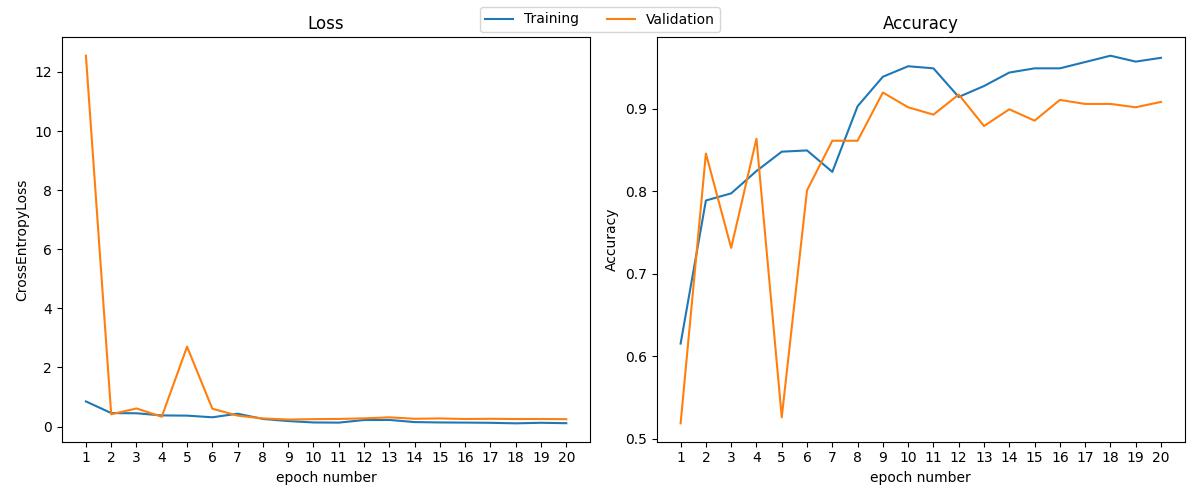 Training Validation
Loss
CrossEntropyLoss
12
10
8
6
4
2
0
1 2 3 4 5 6 7 8 9 10 11 12 13 14 15 16 17 18 19 20
epoch number
Accuracy
Accuracy
0.9
0.8
0.7
0.6
0.5
1 2 3 4 5 6 7 8 9 10 11 12 13 14 15 16 17 18 19 20
epoch number